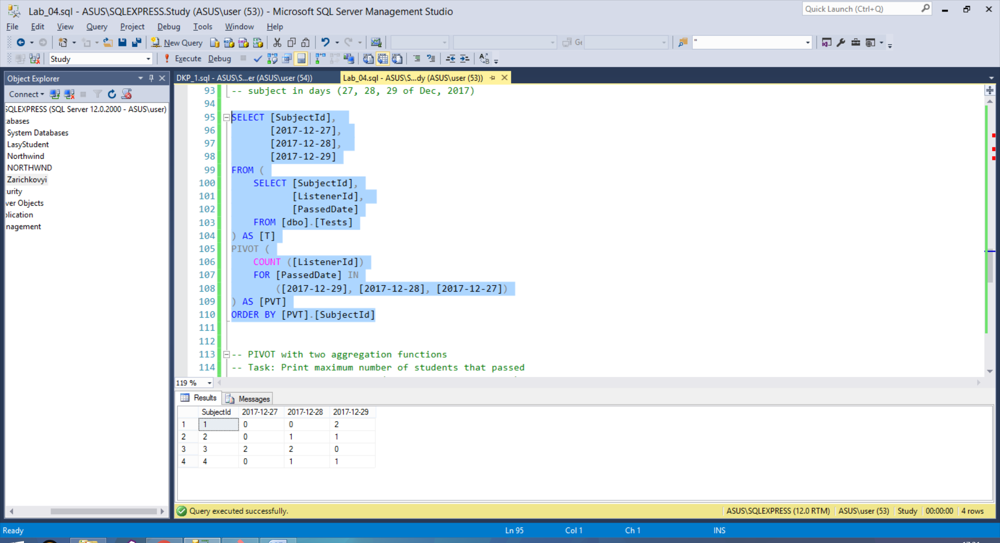 Lab_04.sql - ASUS\SQLEXPRESS.Study (ASUS\user (53)) - Microsoft SQL Server Management Studio
Quick Launch (Ctrl+Q)
File Edit View Query Project Debug Tools Window Help
New Query
"
Study
Execute Debug
Object Explorer
DKP_1.sql - ASUS\S...er (ASUS\user (54))
Lab_04.sql - ASUS\S...dy (ASUS\user (53))
Connect
SQLEXPRESS (SQL Server 12.0.2000 - ASUS\user)
abases
System Databases
LasyStudent
Northwind
NORTHWND
Zarichkovyi
urity
ver Objects
olication
nagement
93 -- subject in days (27, 28, 29 of Dec, 2017)
94
95 SELECT [SubjectId],
96 [2017-12-27],
97 [2017-12-28],
98 [2017-12-29]
99 FROM (
100 SELECT [SubjectId],
101 [ListenerId],
102 [PassedDate]
103 FROM [dbo].[Tests]
104 ) AS [T]
105 PIVOT (
106 COUNT ([ListenerId])
107 FOR [PassedDate] IN
108 ([2017-12-29], [2017-12-28], [2017-12-27])
109 ) AS [PVT]
110 ORDER BY [PVT].[SubjectId]
111
112
113 -- PIVOT with two aggregation functions
114 -- Task: Print maximum number of students that passed
119 %
Results Messages
SubjectId 2017-12-27 2017-12-28 2017-12-29
1 1 0 0 2
2 2 0 1 1
3 3 2 2 0
4 4 0 1 1
Query executed successfully.
ASUS\SQLEXPRESS (12.0 RTM) ASUS\user (53) Study 00:00:00 4 rows
Ready Ln 95 Col 1 Ch 1 INS